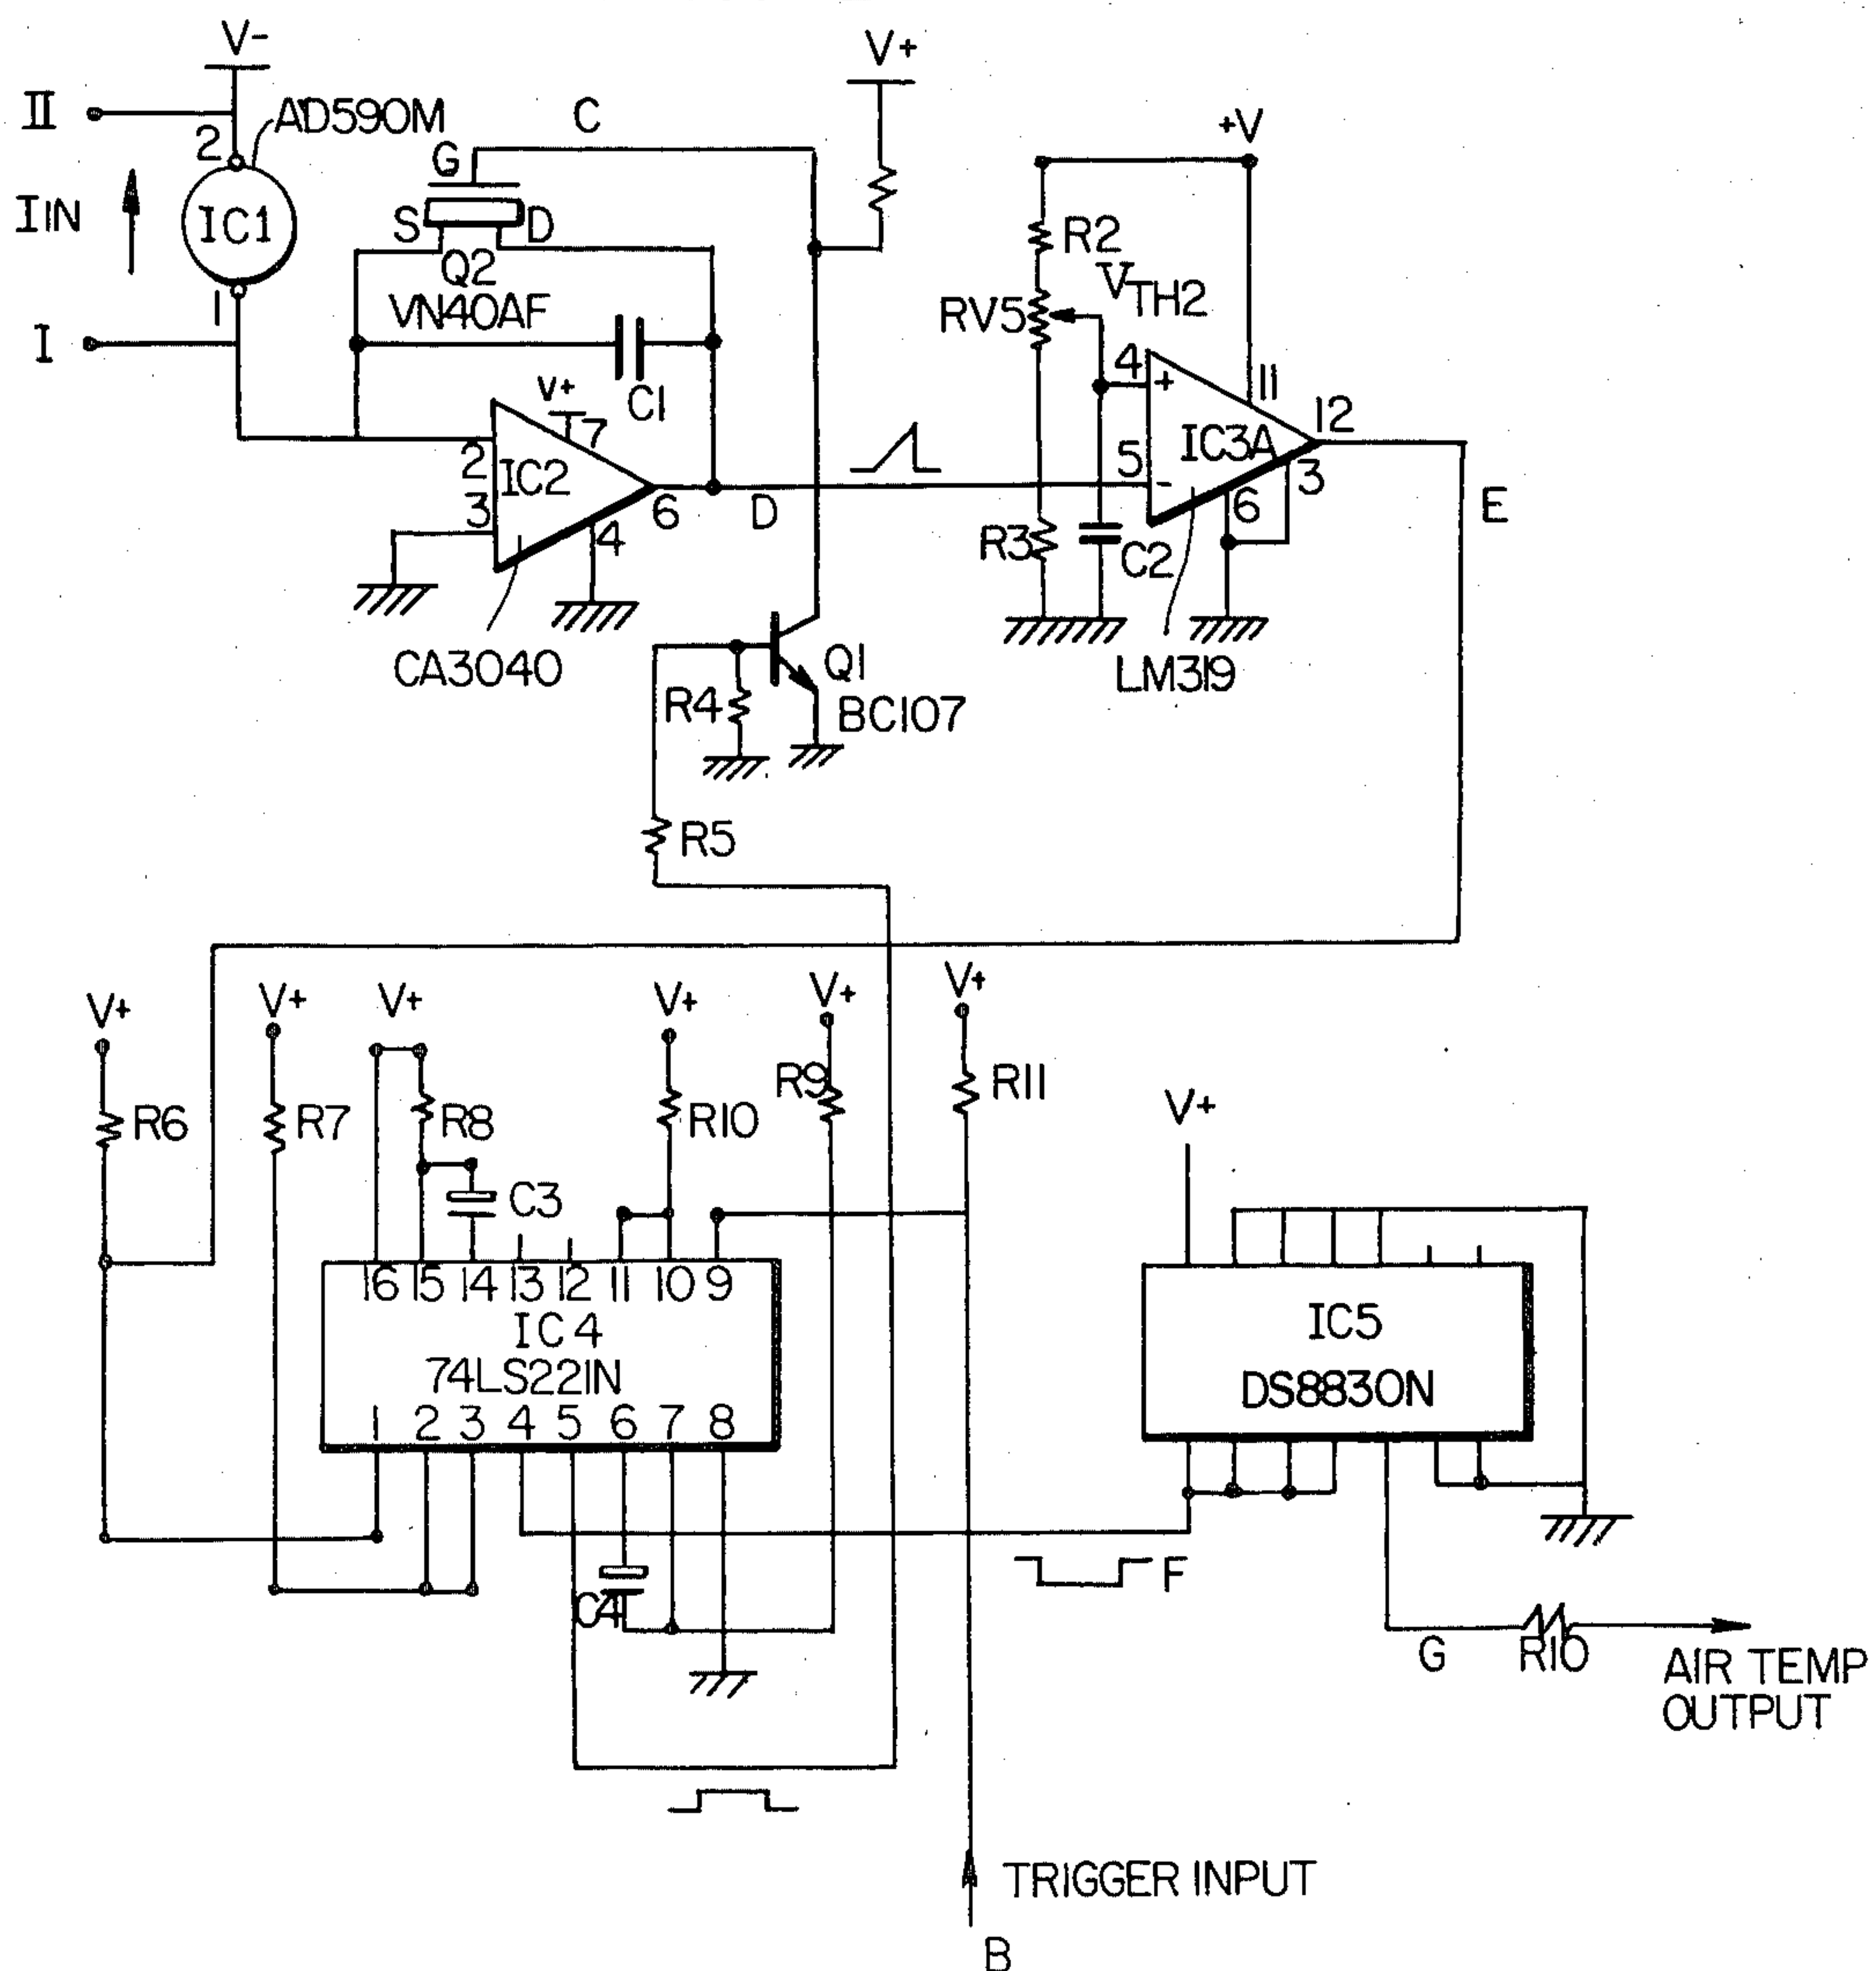 V-
V+
II
AD590M
C
+V
2
G
IIN
IC1
S
D
R2
Q2
VTH2
1
VN40AF
RV5
I
4
+
11
C1
V+
7
12
2
IC2
5
IC3A
-
3
3
6
D
6
E
4
R3
C2
CA3040
Q1
LM319
R4
BC107
R5
V+
V+
V+
V+
V+
V+
R9
R11
R6
R7
R8
R10
V+
C3
16 15 14 13 12 11 10 9
IC4
IC5
74LS221N
DS8830N
1 2 3 4 5 6 7 8
F
C4
G
R10
AIR TEMP
OUTPUT
TRIGGER INPUT
B